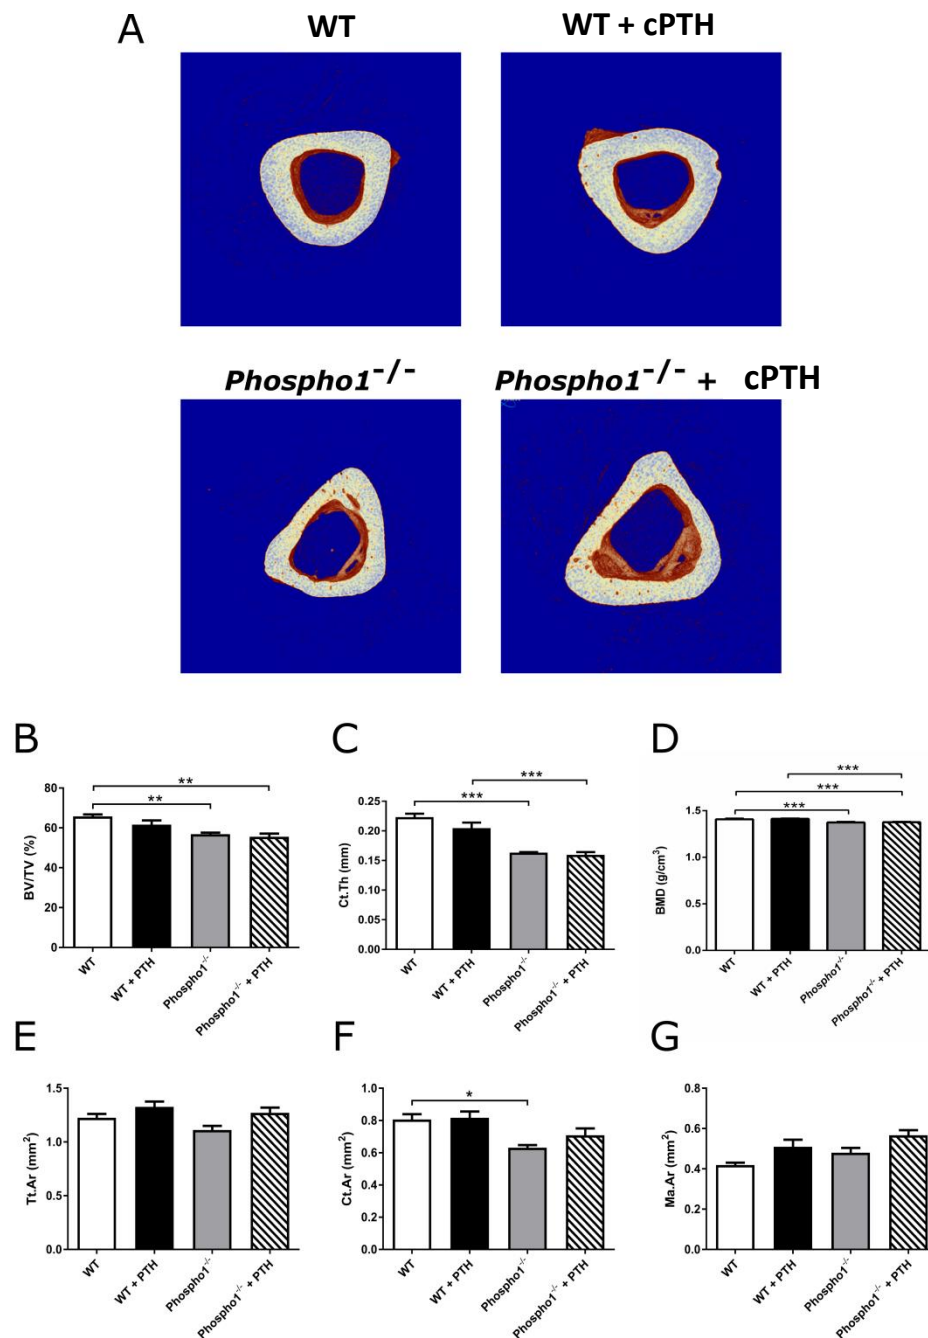 A
WT
WT + cPTH
Phospho1-/-
Phospho1-/- + cPTH
B
BV/TV (%)
80
60
40
20
0
**
**
WT
WT + PTH
Phospho1-/-
Phospho1-/- + PTH
C
Ct.Th (mm)
0.25
0.20
0.15
0.10
0.05
0.00
***
***
WT
WT + PTH
Phospho1-/-
Phospho1-/- + PTH
D
BMD (g/cm3)
1.5
1.0
0.5
0.0
***
***
***
WT
WT + PTH
Phospho1-/-
Phospho1-/- + PTH
E
Tt.Ar (mm2)
1.5
1.0
0.5
0.0
WT
WT + PTH
Phospho1-/-
Phospho1-/- + PTH
F
Ct.Ar (mm2)
1.0
0.8
0.6
0.4
0.2
0.0
*
WT
WT + PTH
Phospho1-/-
Phospho1-/- + PTH
G
Ma.Ar (mm2)
0.8
0.6
0.4
0.2
0.0
WT
WT + PTH
Phospho1-/-
Phospho1-/- + PTH